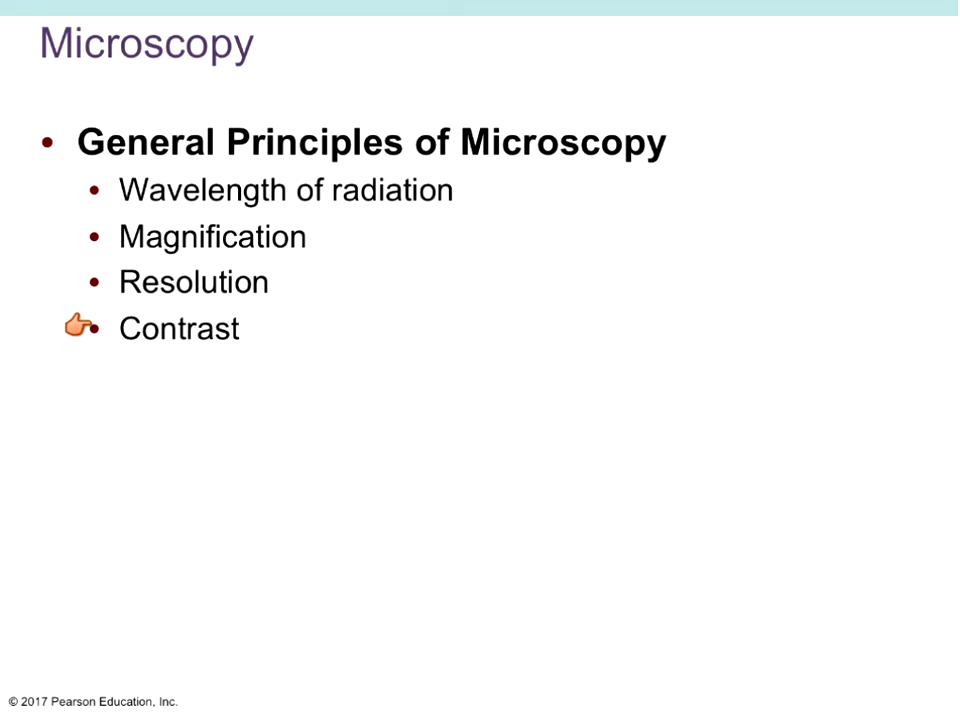 Microscopy
• General Principles of Microscopy
• Wavelength of radiation
• Magnification
• Resolution
• Contrast
© 2017 Pearson Education, Inc.